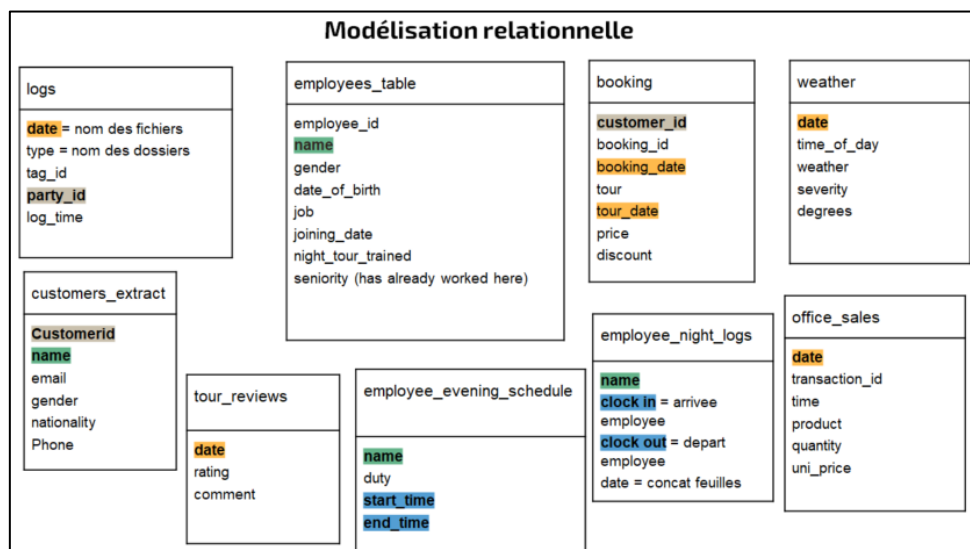 Modélisation relationnelle
logs
date = nom des fichiers
type = nom des dossiers
tag_id
party_id
log_time
employees_table
employee_id
name
gender
date_of_birth
job
joining_date
night_tour_trained
seniority (has already worked here)
booking
customer_id
booking_id
booking_date
tour
tour_date
price
discount
weather
date
time_of_day
weather
severity
degrees
customers_extract
Customerid
name
email
gender
nationality
Phone
tour_reviews
date
rating
comment
employee_evening_schedule
name
duty
start_time
end_time
employee_night_logs
name
clock in = arrivee
employee
clock out = depart
employee
date = concat feuilles
office_sales
date
transaction_id
time
product
quantity
uni_price